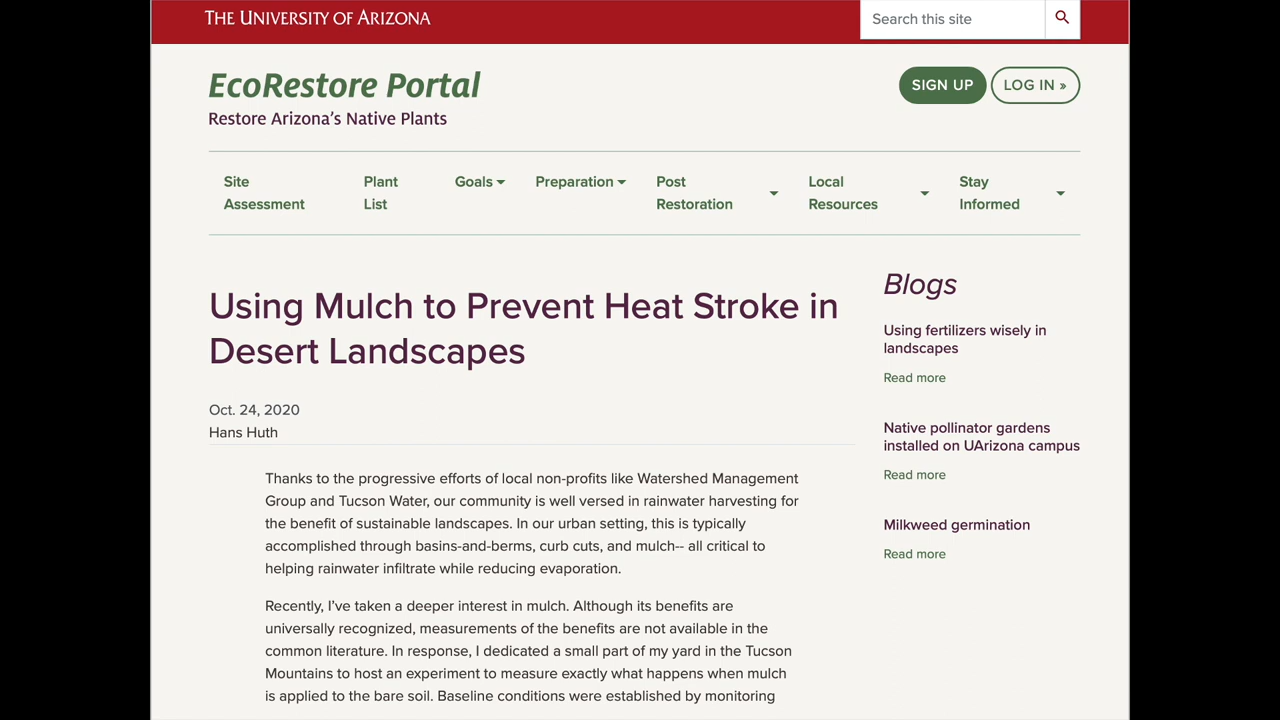 THE UNIVERSITY OF ARIZONA
Search this site
EcoRestore Portal
Restore Arizona's Native Plants
SIGN UP
LOG IN »
Site
Assessment
Plant
List
Goals
Preparation
Post
Restoration
Local
Resources
Stay
Informed
Using Mulch to Prevent Heat Stroke in
Desert Landscapes
Oct. 24, 2020
Hans Huth
Thanks to the progressive efforts of local non-profits like Watershed Management
Group and Tucson Water, our community is well versed in rainwater harvesting for
the benefit of sustainable landscapes. In our urban setting, this is typically
accomplished through basins-and-berms, curb cuts, and mulch-- all critical to
helping rainwater infiltrate while reducing evaporation.
Recently, I've taken a deeper interest in mulch. Although its benefits are
universally recognized, measurements of the benefits are not available in the
common literature. In response, I dedicated a small part of my yard in the Tucson
Mountains to host an experiment to measure exactly what happens when mulch
is applied to the bare soil. Baseline conditions were established by monitoring
Blogs
Using fertilizers wisely in
landscapes
Read more
Native pollinator gardens
installed on UArizona campus
Read more
Milkweed germination
Read more